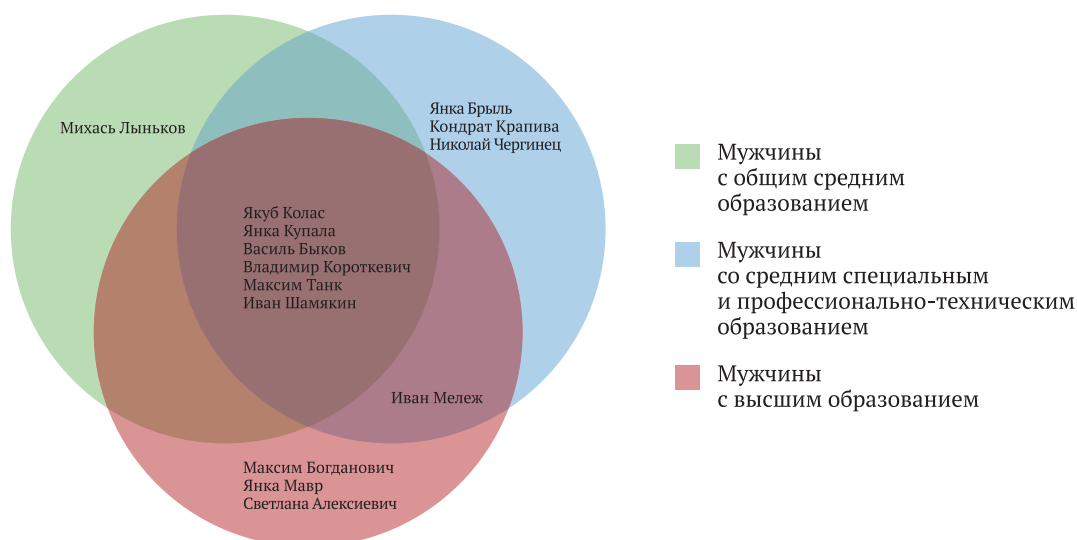 Михась Лыньков
Янка Брыль
Кондрат Крапива
Николай Чергинец
Якуб Колас
Янка Купала
Василь Быков
Владимир Короткевич
Максим Танк
Иван Шамякин
Иван Мележ
Максим Богданович
Янка Мавр
Светлана Алексиевич
Мужчины
с общим средним
образованием
Мужчины
со средним специальным
и профессионально-техническим
образованием
Мужчины
с высшим образованием